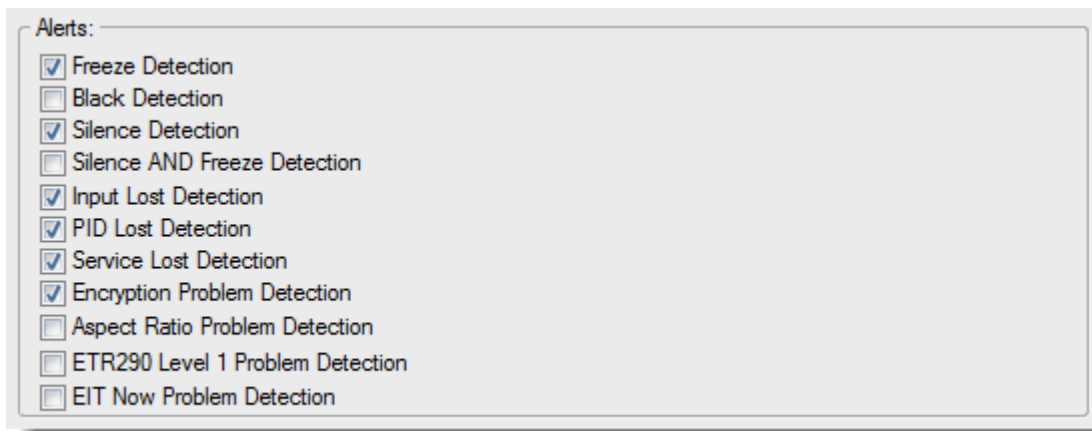 Alerts:
Freeze Detection
Black Detection
Silence Detection
Silence AND Freeze Detection
Input Lost Detection
PID Lost Detection
Service Lost Detection
Encryption Problem Detection
Aspect Ratio Problem Detection
ETR290 Level 1 Problem Detection
EIT Now Problem Detection